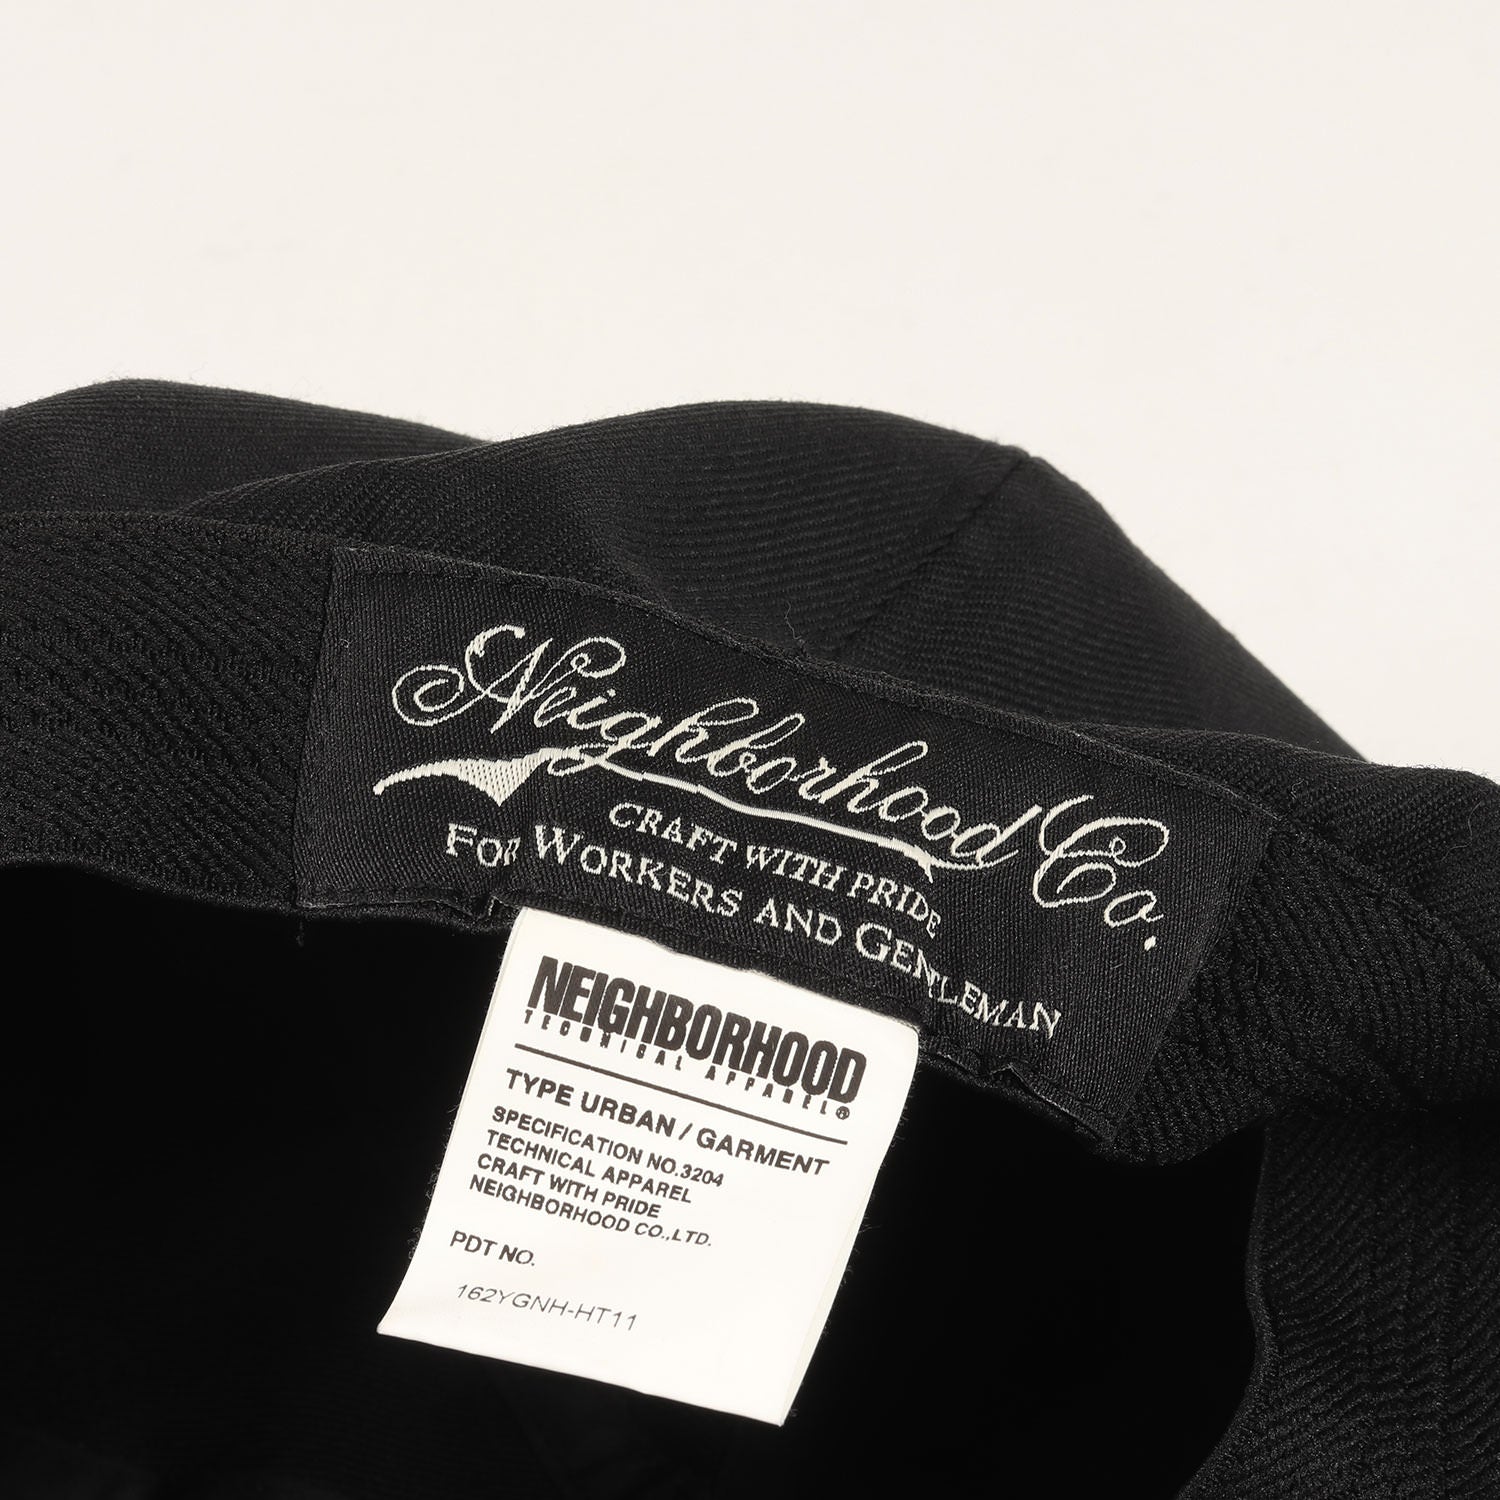 Neighborhood Co.
CRAFT WITH PRIDE
FOR WORKERS AND GENTLEMAN
NEIGHBORHOOD
TECHNICAL APPAREL®
TYPE URBAN / GARMENT
SPECIFICATION NO.3204
TECHNICAL APPAREL
CRAFT WITH PRIDE
NEIGHBORHOOD CO.,LTD.
PDT NO.
162YGNH-HT11